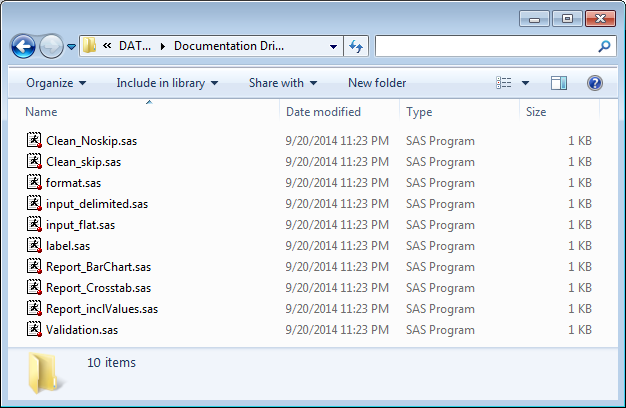 « DAT... Documentation Dri...
Organize Include in library Share with New folder
Name Date modified Type Size
Clean_Noskip.sas 9/20/2014 11:23 PM SAS Program 1 KB
Clean_skip.sas 9/20/2014 11:23 PM SAS Program 1 KB
format.sas 9/20/2014 11:23 PM SAS Program 1 KB
input_delimited.sas 9/20/2014 11:23 PM SAS Program 1 KB
input_flat.sas 9/20/2014 11:23 PM SAS Program 1 KB
label.sas 9/20/2014 11:23 PM SAS Program 1 KB
Report_BarChart.sas 9/20/2014 11:23 PM SAS Program 1 KB
Report_Crosstab.sas 9/20/2014 11:23 PM SAS Program 1 KB
Report_inclValues.sas 9/20/2014 11:23 PM SAS Program 1 KB
Validation.sas 9/20/2014 11:23 PM SAS Program 1 KB
10 items